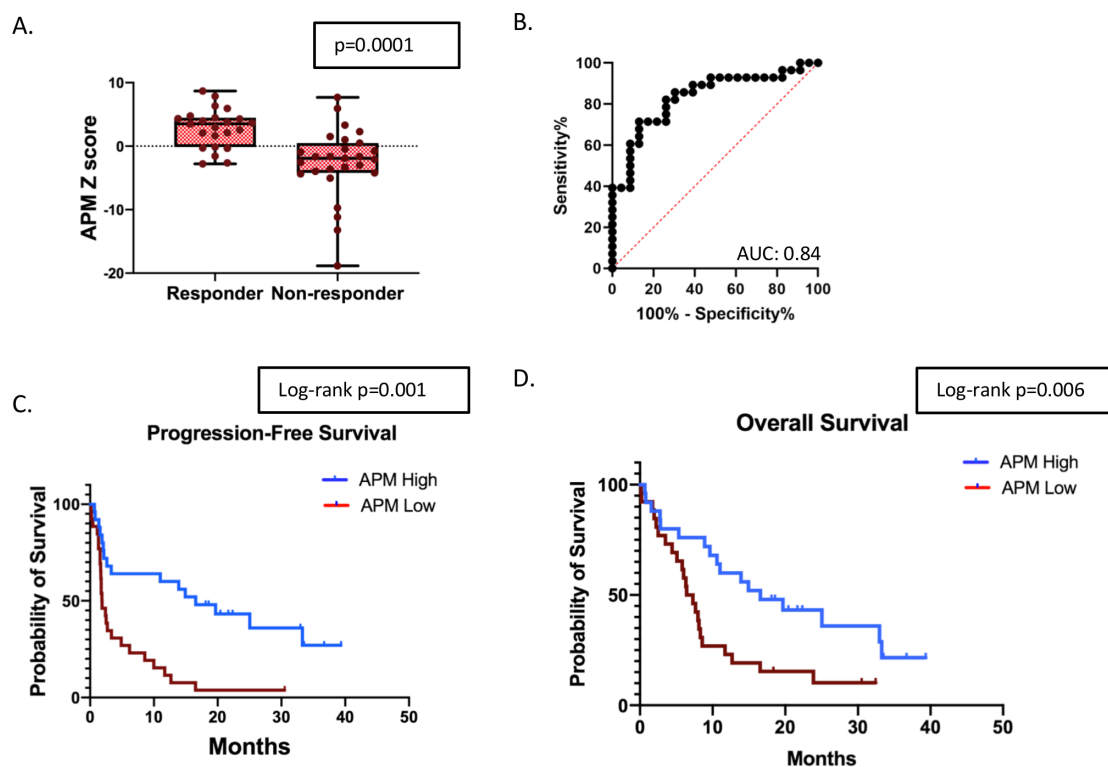 A.
p=0.0001
10
0
-10
-20
APM Z score
Responder
Non-responder
B.
100
80
60
40
20
0
Sensitivity%
AUC: 0.84
0 20 40 60 80 100
100% - Specificity%
C.
Log-rank p=0.001
Progression-Free Survival
APM High
APM Low
100
50
0
Probability of Survival
0 10 20 30 40 50
Months
D.
Log-rank p=0.006
Overall Survival
APM High
APM Low
100
50
0
Probability of Survival
0 10 20 30 40 50
Months